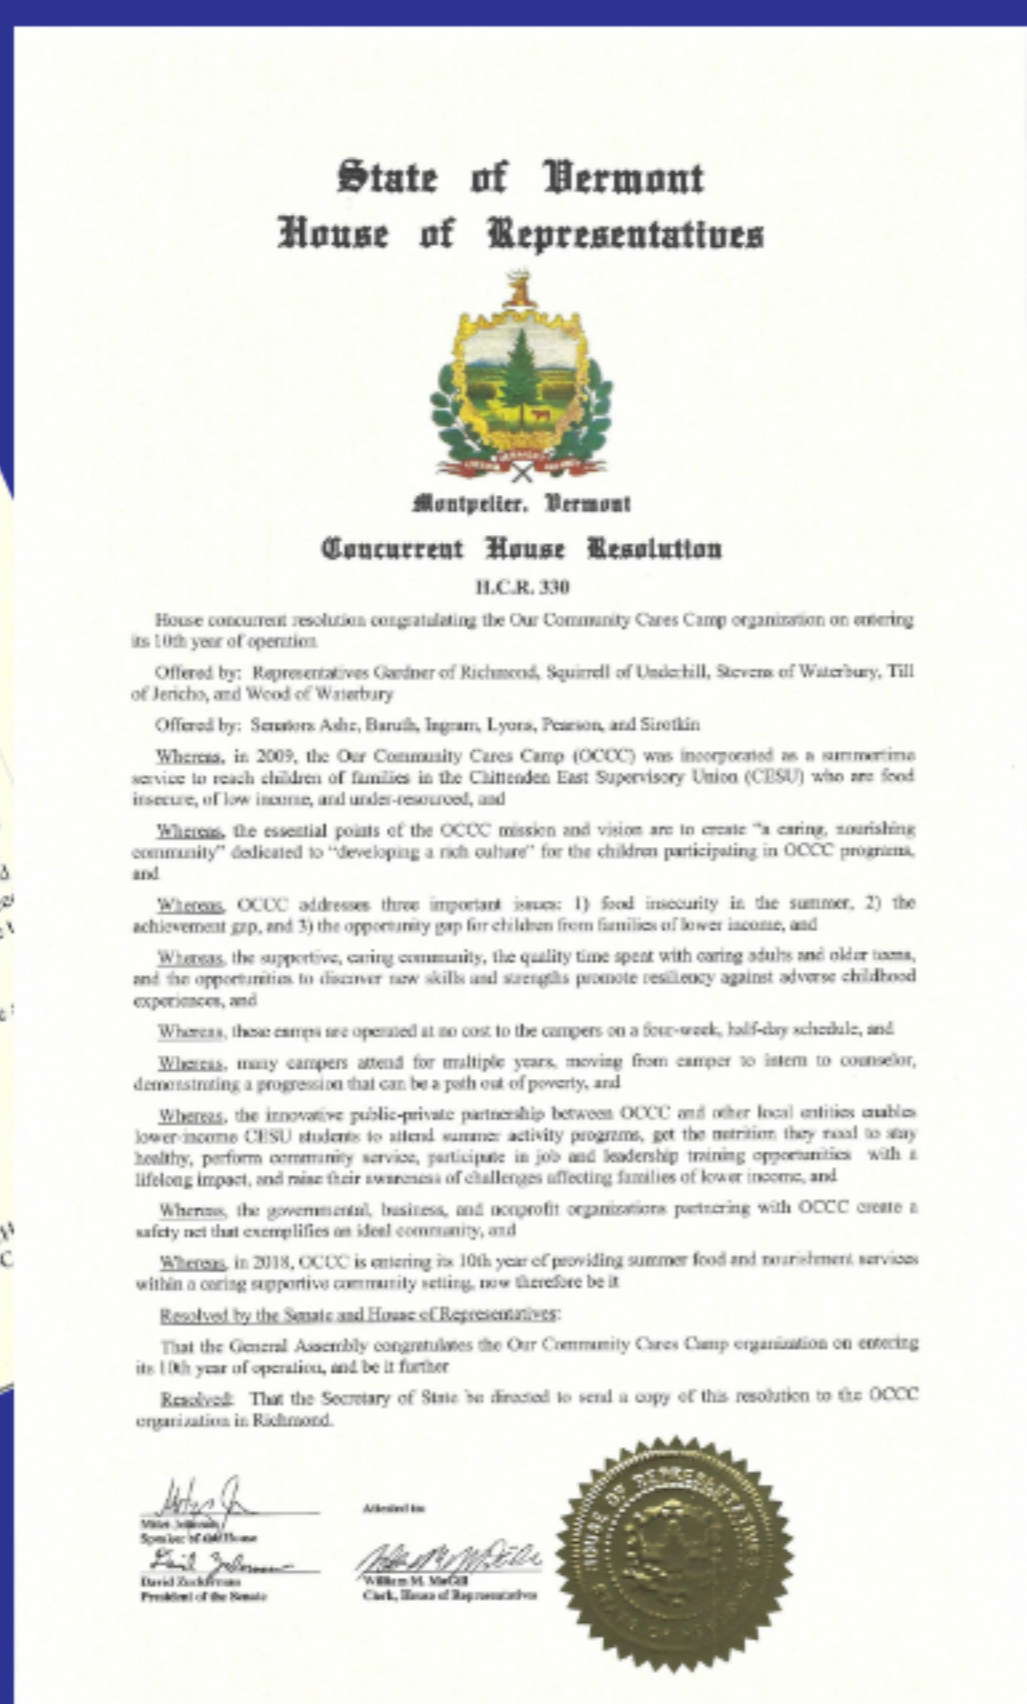 State of Vermont
House of Representatives
Montpelier, Vermont
Concurrent House Resolution
H.C.R. 330
House concurrent resolution congratulating the Our Community Cares Camp organization on entering
its 10th year of operation
Offered by: Representatives Gardner of Richmond, Squirrell of Underhill, Stevens of Waterbury, Till
of Jericho, and Wood of Waterbury
Offered by: Senators Ashe, Baruth, Ingram, Lyons, Pearson, and Sirotkin
Whereas, in 2009, the Our Community Cares Camp (OCCC) was incorporated as a summertime
service to reach children of families in the Chittenden East Supervisory Union (CESU) who are food
insecure, of low income, and under-resourced, and
Whereas, the essential points of the OCCC mission and vision are to create “a caring, nourishing
community” dedicated to “developing a rich culture” for the children participating in OCCC programs,
and
Whereas, OCCC addresses three important issues: 1) food insecurity in the summer, 2) the
achievement gap, and 3) the opportunity gap for children from families of lower income, and
Whereas, the supportive, caring community, the quality time spent with caring adults and older teens,
and the opportunities to discover new skills and strengths promote resiliency against adverse childhood
experiences, and
Whereas, these camps are operated at no cost to the campers on a four-week, half-day schedule, and
Whereas, many campers attend for multiple years, moving from camper to intern to counselor,
demonstrating a progression that can be a path out of poverty, and
Whereas, the innovative public-private partnership between OCCC and other local entities enables
lower-income CESU students to attend summer activity programs, get the nutrition they need to stay
healthy, perform community service, participate in job and leadership training opportunities with a
lifelong impact, and raise their awareness of challenges affecting families of lower income, and
Whereas, the governmental, business, and nonprofit organizations partnering with OCCC create a
safety net that exemplifies an ideal community, and
Whereas, in 2018, OCCC is entering its 10th year of providing summer food and nourishment services
within a caring supportive community setting, now therefore be it
Resolved by the Senate and House of Representatives:
That the General Assembly congratulates the Our Community Cares Camp organization on entering
its 10th year of operation, and be it further
Resolved: That the Secretary of State be directed to send a copy of this resolution to the OCCC
organization in Richmond.
Attested to:
Speaker of the House
David Zuckerman
President of the Senate
William M. MaGill
Clerk, House of Representatives
HOUSE OF REPRESENTATIVES
STATE OF